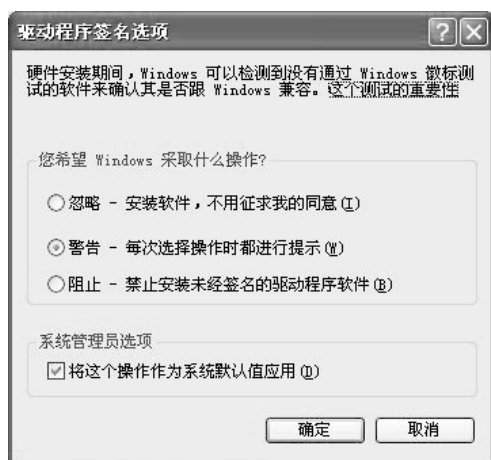 驱动程序签名选项
硬件安装期间，Windows 可以检测到没有通过 Windows 徽标测
试的软件来确认其是否跟 Windows 兼容。这个测试的重要性
您希望 Windows 采取什么操作?
忽略 - 安装软件，不用征求我的同意(I)
警告 - 每次选择操作时都进行提示(W)
阻止 - 禁止安装未经签名的驱动程序软件(B)
系统管理员选项
将这个操作作为系统默认值应用(D)
确定 取消